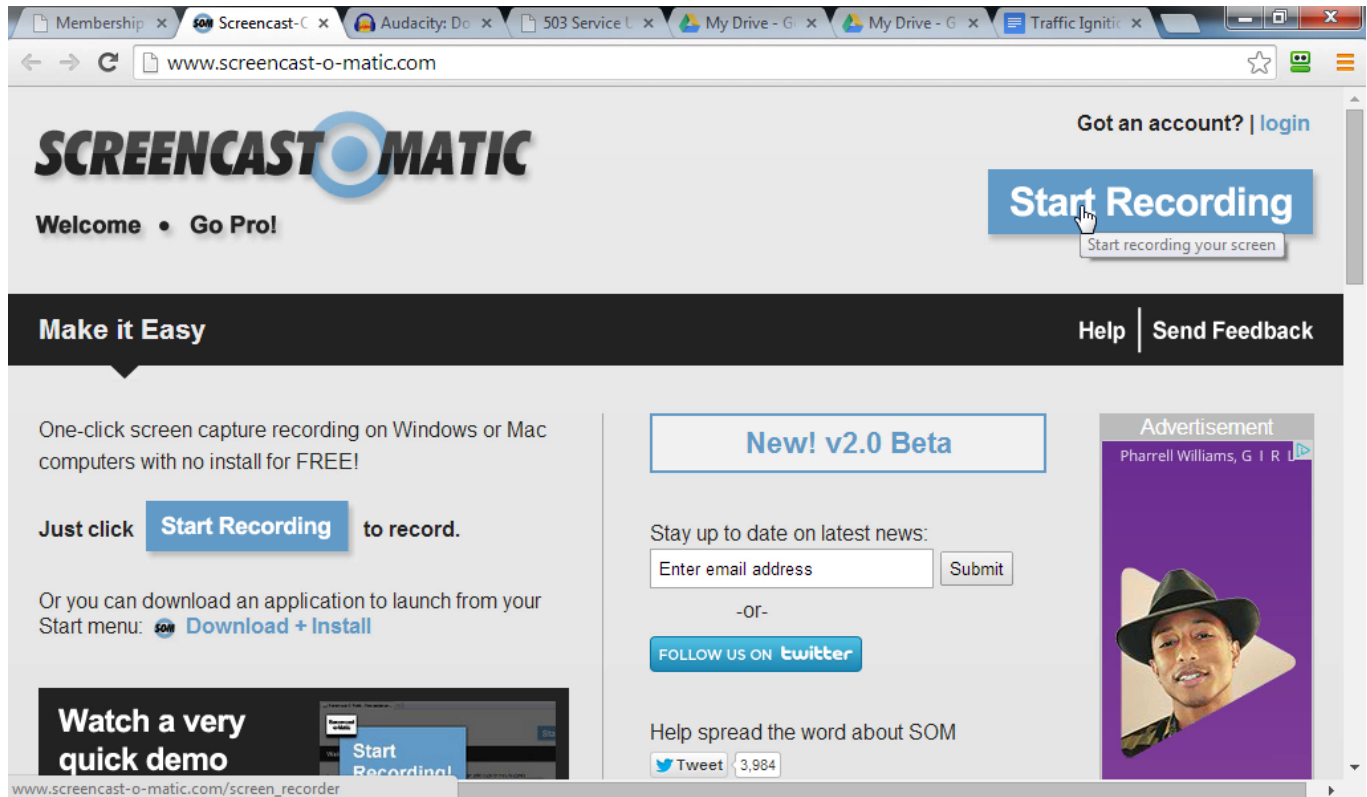 Membership
Screencast-O
Audacity: Do
503 Service U
My Drive - G
My Drive - G
Traffic Ignitio
www.screencast-o-matic.com
SCREENCAST O MATIC
Got an account? | login
Start Recording
Start recording your screen
Welcome • Go Pro!
Make it Easy
Help | Send Feedback
One-click screen capture recording on Windows or Mac
computers with no install for FREE!
Just click Start Recording to record.
Or you can download an application to launch from your
Start menu: SOM Download + Install
Watch a very
quick demo
Start
Recording!
New! v2.0 Beta
Stay up to date on latest news:
Enter email address Submit
-or-
FOLLOW US ON twitter
Help spread the word about SOM
Tweet 3,984
Advertisement
Pharrell Williams, G I R L
www.screencast-o-matic.com/screen_recorder